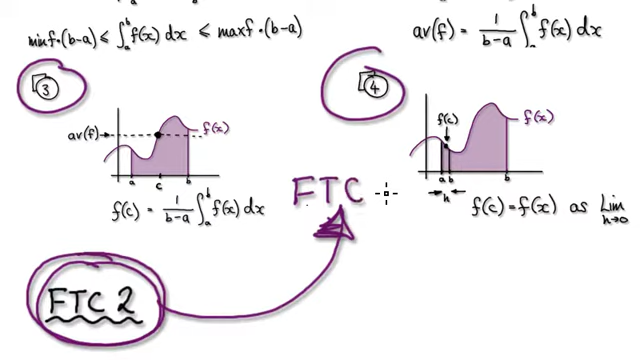 min f · (b-a) ≤ ∫ₐᵇ f(x) dx ≤ max f · (b-a)
av(f) = 1/(b-a) ∫ₐᵇ f(x) dx
3
f(x)
av(f)
a c b
f(c) = 1/(b-a) ∫ₐᵇ f(x) dx
4
f(c)
f(x)
a b b
h
f(c) = f(x) as Lim h→0
FTC
FTC 2